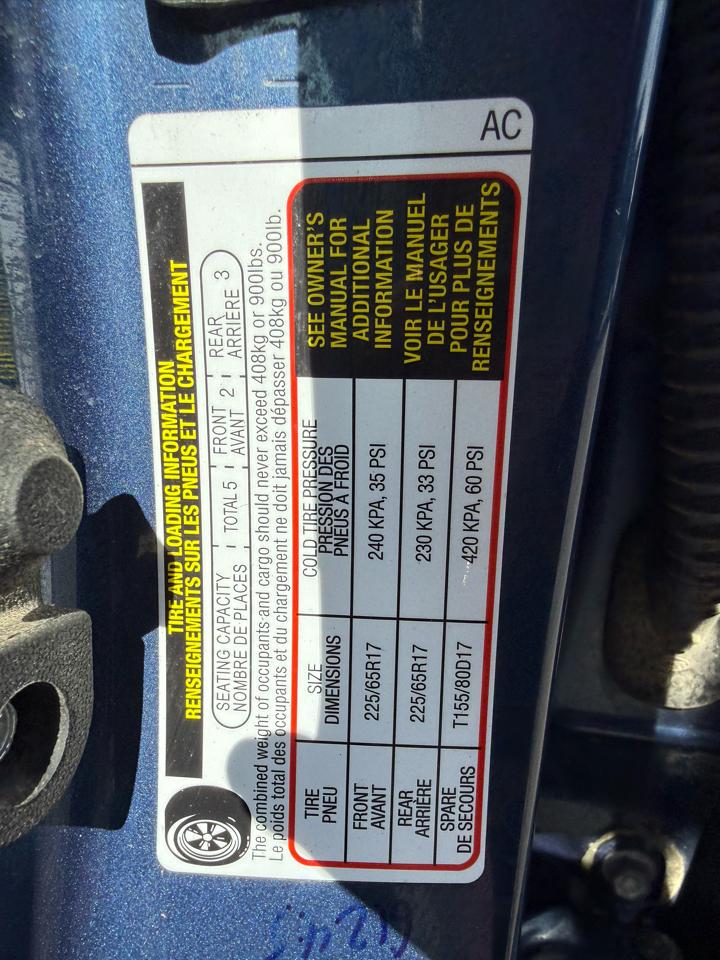 AC
TIRE AND LOADING INFORMATION
RENSEIGNEMENTS SUR LES PNEUS ET LE CHARGEMENT
SEATING CAPACITY TOTAL 5 FRONT 2 REAR 3
NOMBRE DE PLACES AVANT ARRIÈRE
The combined weight of occupants and cargo should never exceed 408kg or 900lbs.
Le poids total des occupants et du chargement ne doit jamais dépasser 408kg ou 900lb.
TIRE SIZE COLD TIRE PRESSURE
PNEU DIMENSIONS PRESSION DES
PNEUS À FROID
FRONT 225/65R17 240 KPA, 35 PSI
AVANT
REAR 225/65R17 230 KPA, 33 PSI
ARRIÈRE
SPARE T155/80D17 420 KPA, 60 PSI
DE SECOURS
SEE OWNER'S
MANUAL FOR
ADDITIONAL
INFORMATION
VOIR LE MANUEL
DE L'USAGER
POUR PLUS DE
RENSEIGNEMENTS